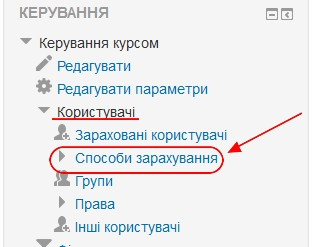 КЕРУВАННЯ
Керування курсом
Редагувати
Редагувати параметри
Користувачі
Зараховані користувачі
Способи зарахування
Групи
Права
Інші користувачі